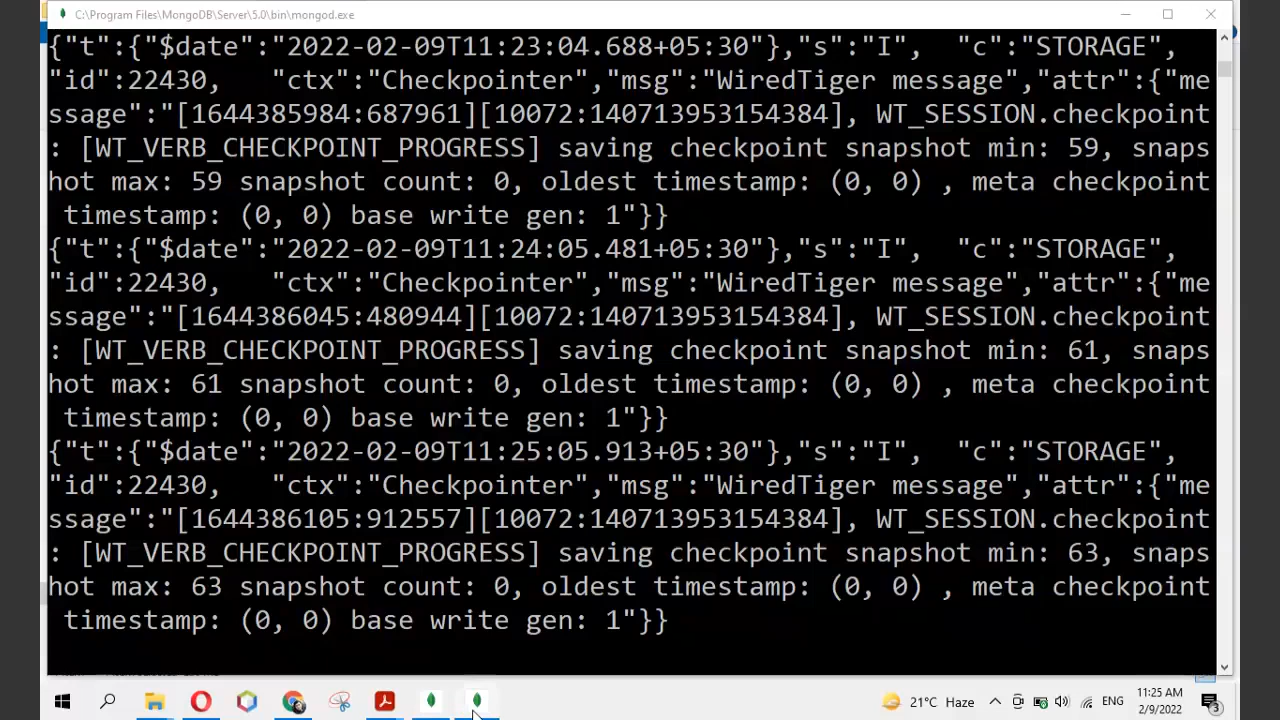 C:\Program Files\MongoDB\Server\5.0\bin\mongod.exe
{"t":{"$date":"2022-02-09T11:23:04.688+05:30"},"s":"I",  "c":"STORAGE",
"id":22430,   "ctx":"Checkpointer","msg":"WiredTiger message","attr":{"me
ssage":"[1644385984:687961][10072:140713953154384], WT_SESSION.checkpoint
: [WT_VERB_CHECKPOINT_PROGRESS] saving checkpoint snapshot min: 59, snaps
hot max: 59 snapshot count: 0, oldest timestamp: (0, 0) , meta checkpoint
timestamp: (0, 0) base write gen: 1"}}
{"t":{"$date":"2022-02-09T11:24:05.481+05:30"},"s":"I",  "c":"STORAGE",
"id":22430,   "ctx":"Checkpointer","msg":"WiredTiger message","attr":{"me
ssage":"[1644386045:480944][10072:140713953154384], WT_SESSION.checkpoint
: [WT_VERB_CHECKPOINT_PROGRESS] saving checkpoint snapshot min: 61, snaps
hot max: 61 snapshot count: 0, oldest timestamp: (0, 0) , meta checkpoint
timestamp: (0, 0) base write gen: 1"}}
{"t":{"$date":"2022-02-09T11:25:05.913+05:30"},"s":"I",  "c":"STORAGE",
"id":22430,   "ctx":"Checkpointer","msg":"WiredTiger message","attr":{"me
ssage":"[1644386105:912557][10072:140713953154384], WT_SESSION.checkpoint
: [WT_VERB_CHECKPOINT_PROGRESS] saving checkpoint snapshot min: 63, snaps
hot max: 63 snapshot count: 0, oldest timestamp: (0, 0) , meta checkpoint
timestamp: (0, 0) base write gen: 1"}}
21°C Haze
ENG
11:25 AM
2/9/2022
3